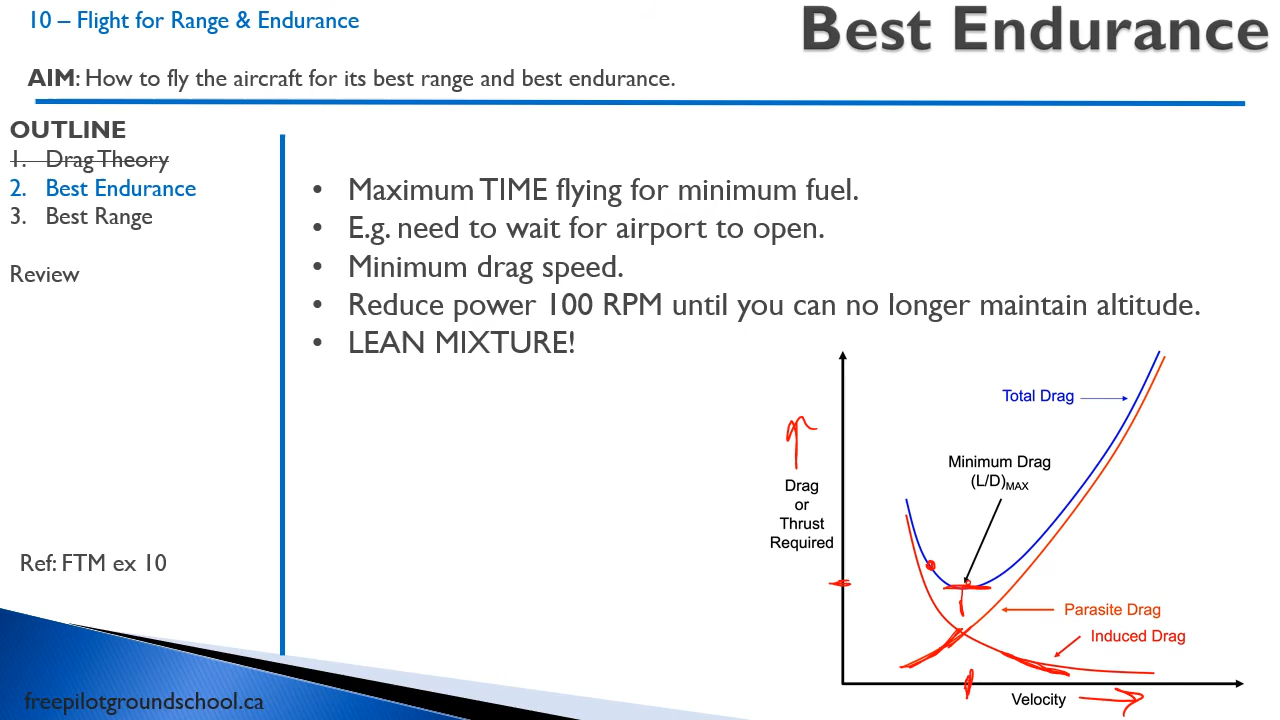 10 – Flight for Range & Endurance
Best Endurance
AIM: How to fly the aircraft for its best range and best endurance.
OUTLINE
1. Drag Theory
2. Best Endurance
3. Best Range
Review
Ref: FTM ex 10
freepilotgroundschool.ca
• Maximum TIME flying for minimum fuel.
• E.g. need to wait for airport to open.
• Minimum drag speed.
• Reduce power 100 RPM until you can no longer maintain altitude.
• LEAN MIXTURE!
Total Drag
Minimum Drag
(L/D)MAX
Drag
or
Thrust
Required
Parasite Drag
Induced Drag
Velocity